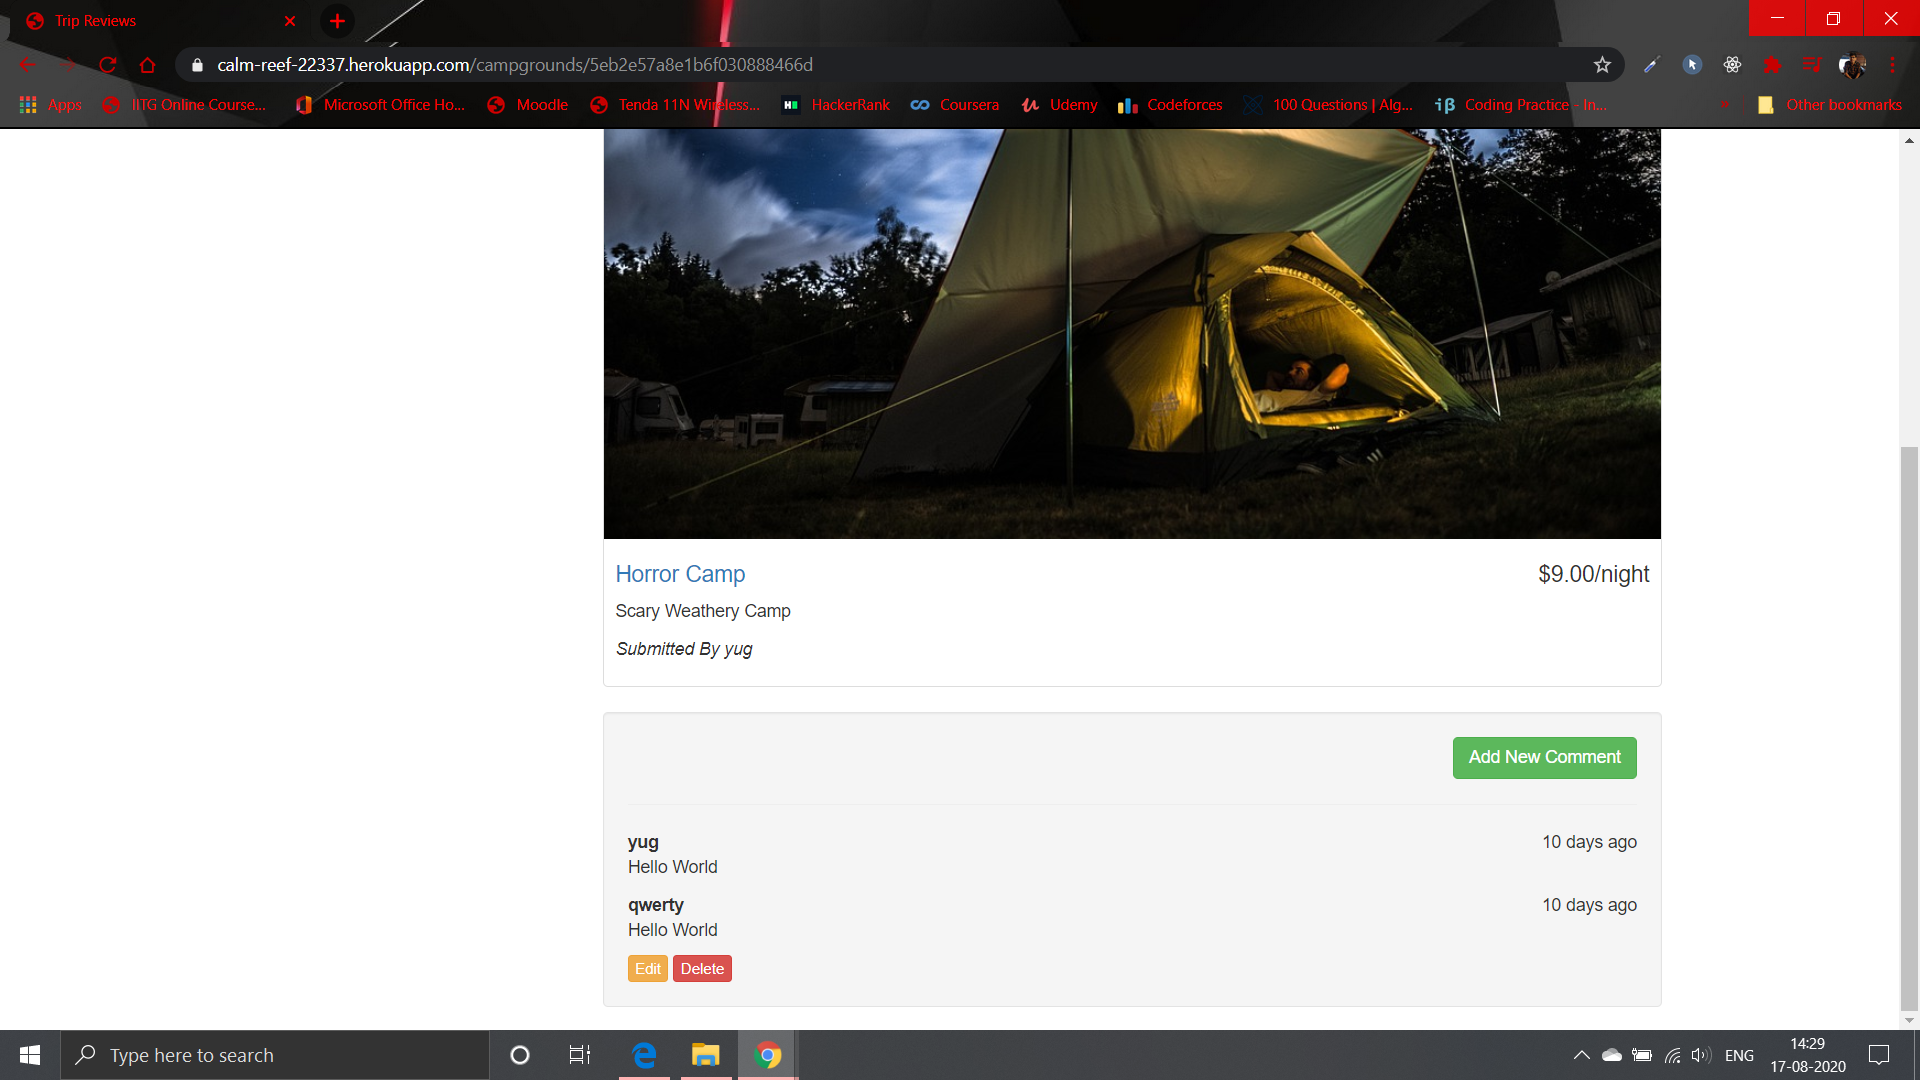 Trip Reviews
calm-reef-22337.herokuapp.com/campgrounds/5eb2e57a8e1b6f030888466d
Apps IITG Online Course... Microsoft Office Ho... Moodle Tenda 11N Wireless... HackerRank Coursera Udemy Codeforces 100 Questions | Alg... Coding Practice - In... » Other bookmarks
Horror Camp $9.00/night
Scary Weathery Camp
Submitted By yug
Add New Comment
yug 10 days ago
Hello World
qwerty 10 days ago
Hello World
Edit Delete
Type here to search
ENG
14:29
17-08-2020